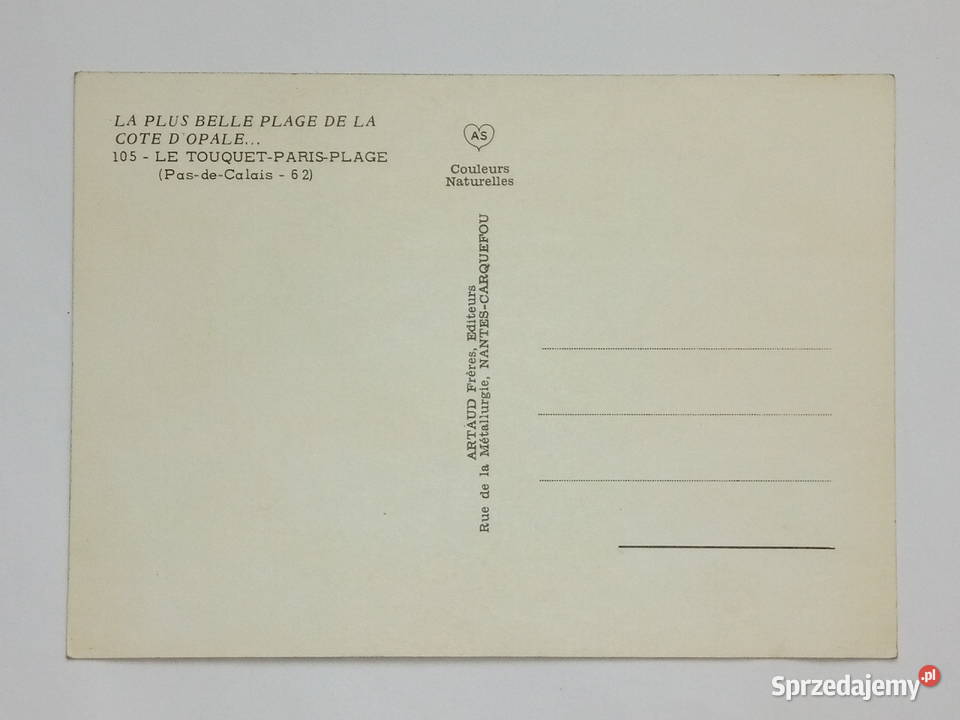 LA PLUS BELLE PLAGE DE LA
COTE D'OPALE...
105 - LE TOUQUET-PARIS-PLAGE
(Pas-de-Calais - 62)
AS
Couleurs
Naturelles
ARTAUD Frères, Editeurs
Rue de la Métallurgie, NANTES-CARQUEFOU
Sprzedajemy.pl